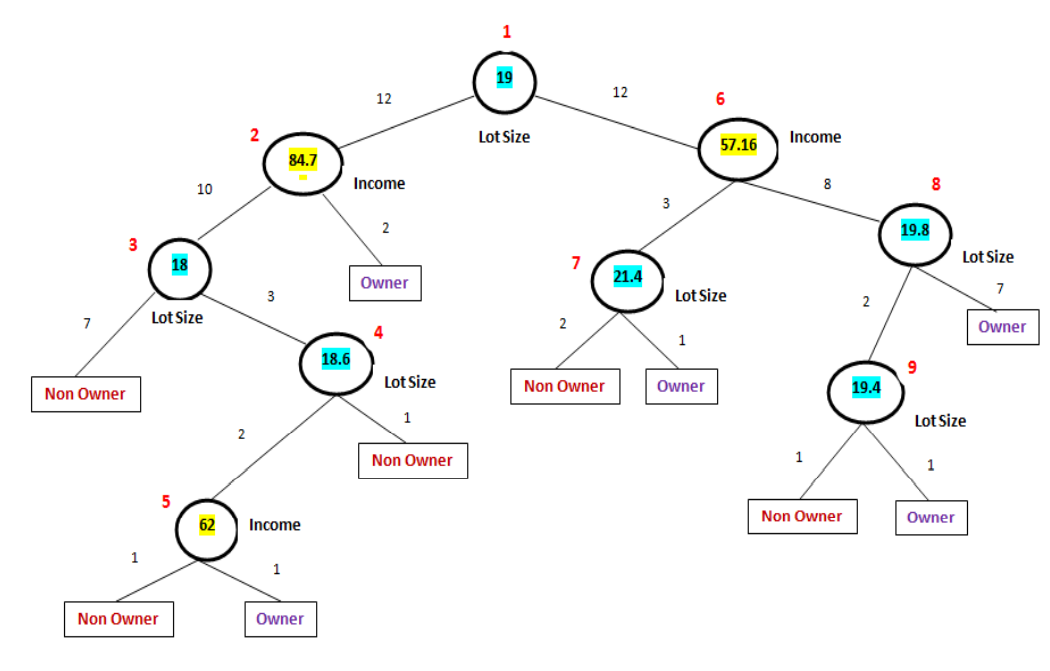 1
19
12
12
6
Lot Size
57.16
Income
2
84.7
Income
10
2
3
8
8
3
18
Lot Size
Owner
7
21.4
Lot Size
19.8
Lot Size
7
3
4
18.6
Lot Size
2
1
2
7
Owner
Non Owner
Non Owner
Owner
9
19.4
Lot Size
2
1
Non Owner
1
1
5
62
Income
Non Owner
Owner
1
1
Non Owner
Owner